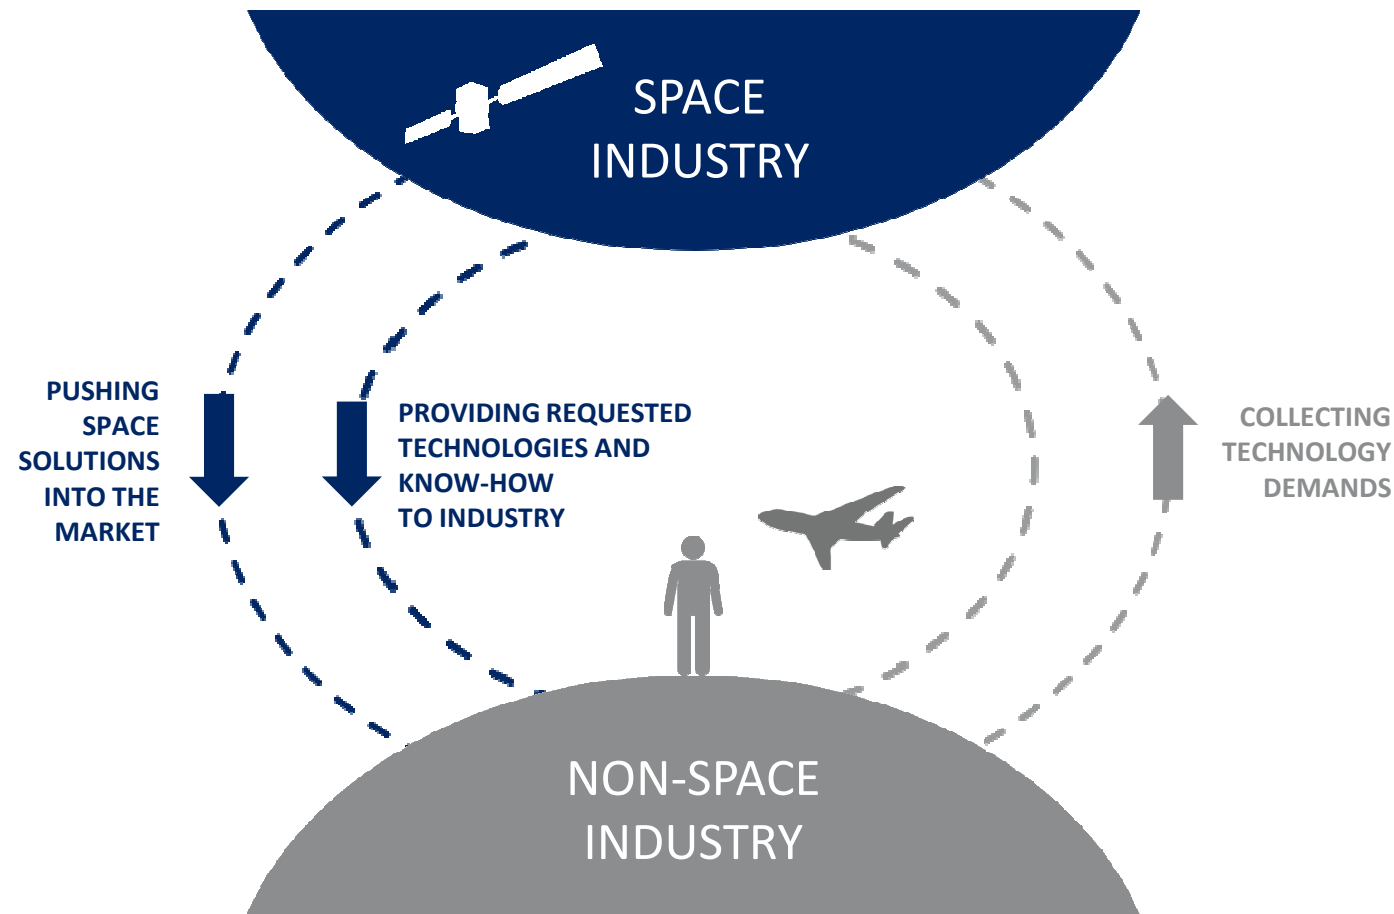 SPACE
INDUSTRY
PUSHING
SPACE
SOLUTIONS
INTO THE
MARKET
PROVIDING REQUESTED
TECHNOLOGIES AND
KNOW-HOW
TO INDUSTRY
COLLECTING
TECHNOLOGY
DEMANDS
NON-SPACE
INDUSTRY